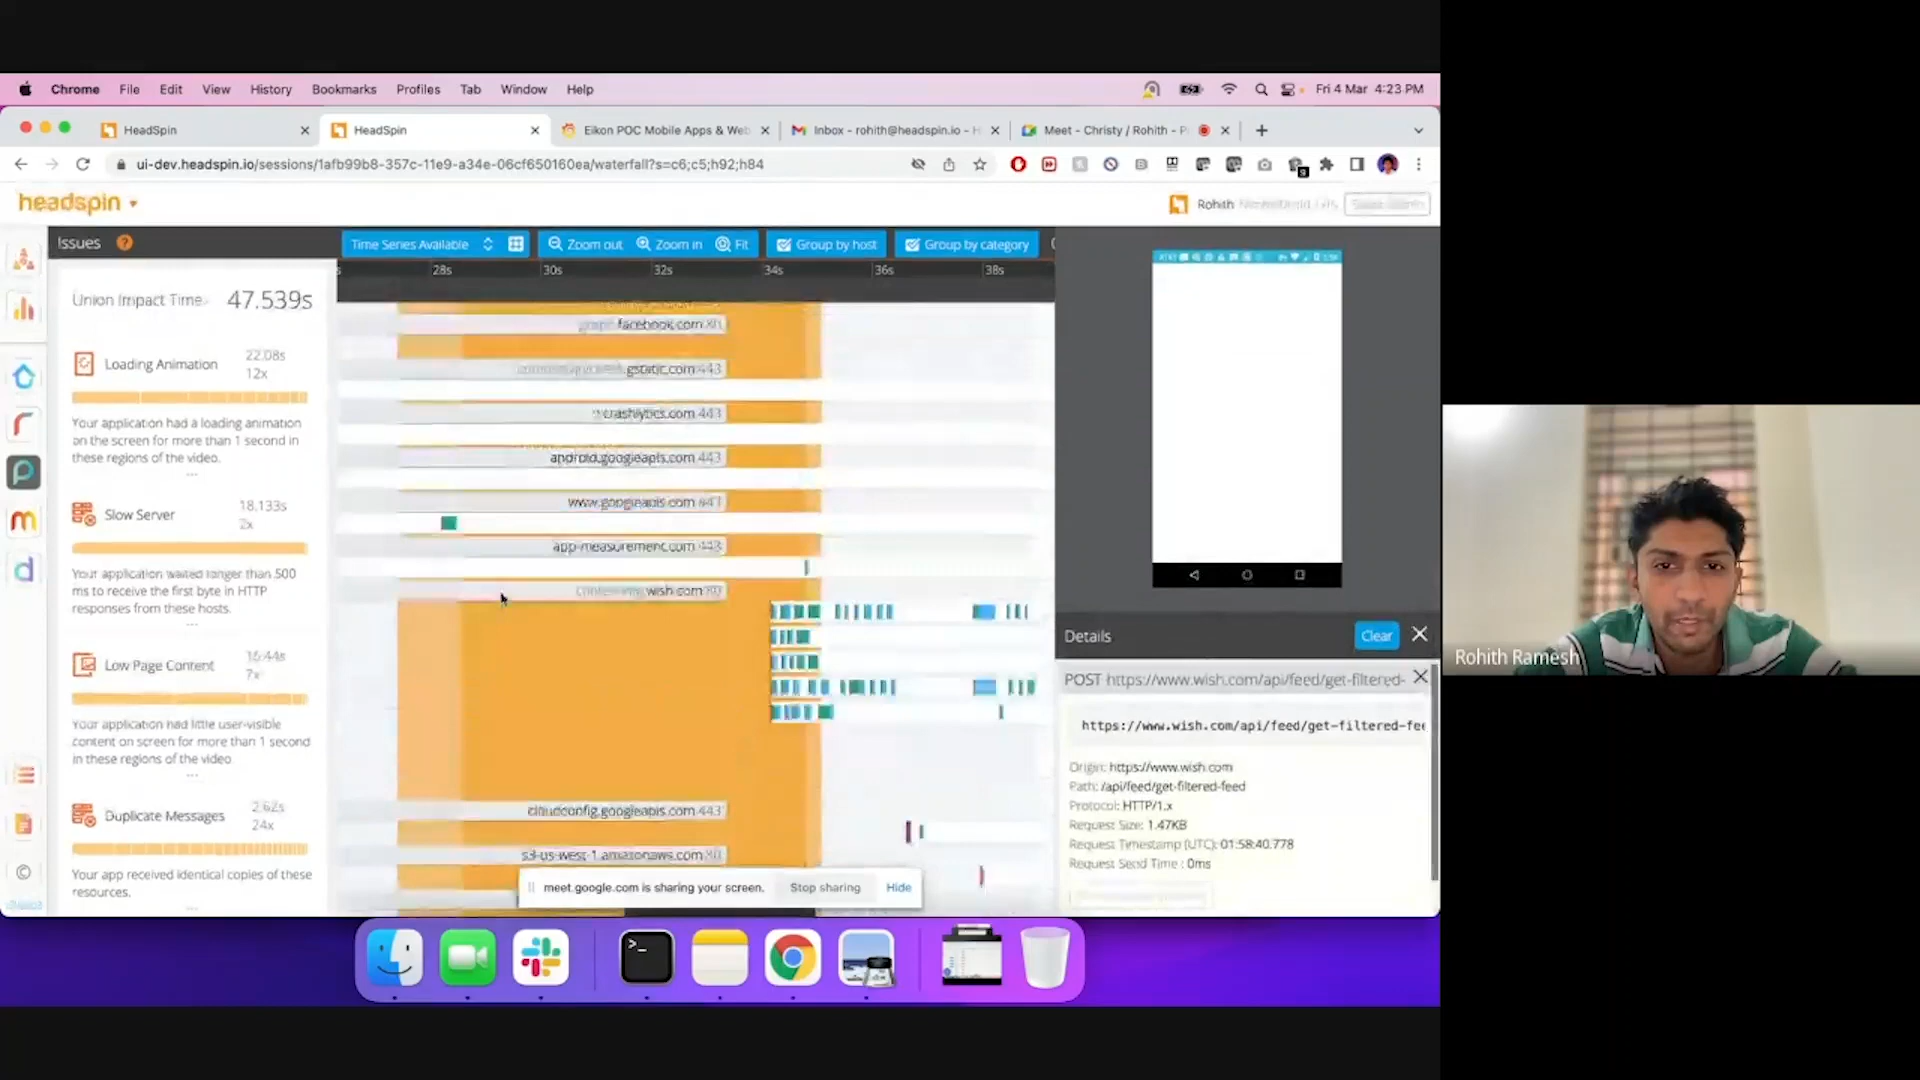 Chrome File Edit View History Bookmarks Profiles Tab Window Help Fri 4 Mar 4:23 PM
HeadSpin HeadSpin Eikon POC Mobile Apps & Web Inbox - rohith@headspin.io - H Meet - Christy / Rohith - P
ui-dev.headspin.io/sessions/1afb99b8-357c-11e9-a34e-06cf650160ea/waterfall?s=c6;c5;h92;h84
headspin Rohith
Issues ? Time Series Available Zoom out Zoom in Fit Group by host Group by category
28s 30s 32s 34s 36s 38s
Union Impact Time 47.539s
Loading Animation 22.08s
12x
Your application had a loading animation
on the screen for more than 1 second in
these regions of the video.
...
Slow Server 18.133s
2x
Your application waited longer than 500
ms to receive the first byte in HTTP
responses from these hosts.
...
Low Page Content
7x
Your application had little user-visible
content on screen for more than 1 second
in these regions of the video
...
Duplicate Messages 2.62s
24x
Your app received identical copies of these
resources.
facebook.com
gstatic.com 443
crashlytics.com 443
android.googleapis.com 443
www.googleapis.com 443
app-measurement.com 443
wish.com
cloudconfig.googleapis.com 443
s3-us-west-1.amazonaws.com 80
meet.google.com is sharing your screen. Stop sharing Hide
Details Clear
POST https://www.wish.com/api/feed/get-filtered-
https://www.wish.com/api/feed/get-filtered-fee
Origin: https://www.wish.com
Path: /api/feed/get-filtered-feed
Protocol: HTTP/1.x
Request Size: 1.47KB
Request Timestamp (UTC): 01:58:40.778
Request Send Time : 0ms
Rohith Ramesh